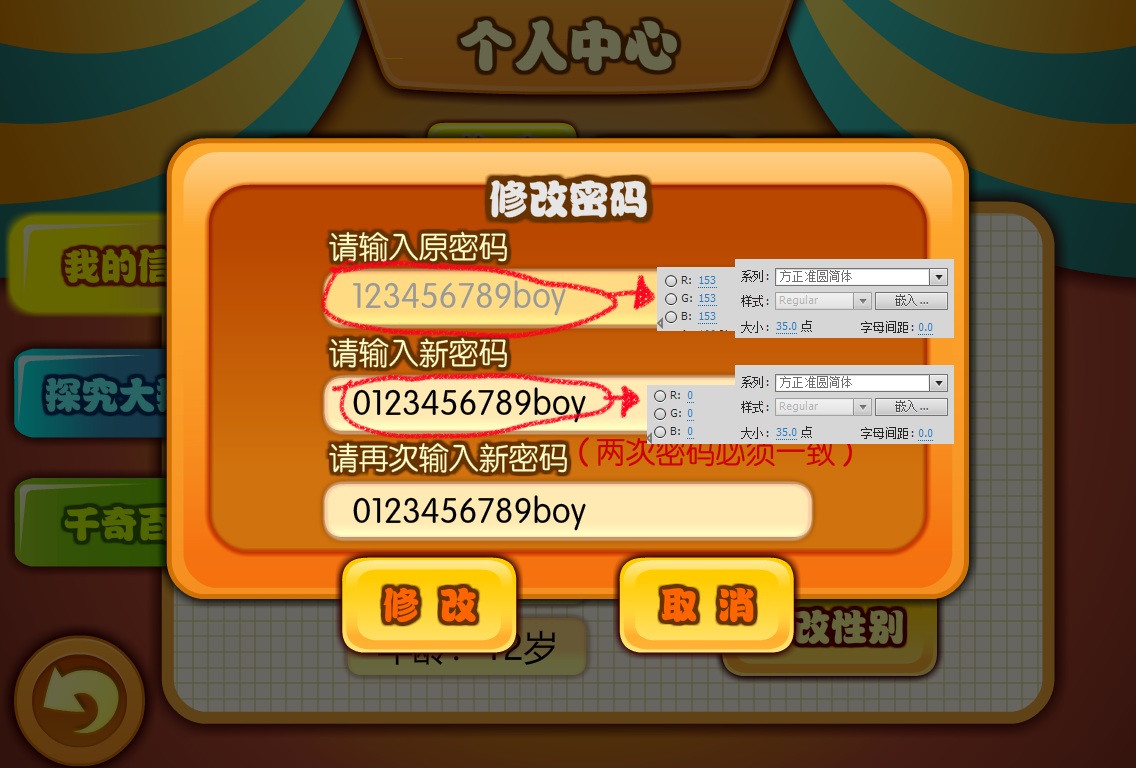 个人中心
修改密码
我的信
请输入原密码
123456789boy
R: 153
G: 153
B: 153
系列: 方正准圆简体
样式: Regular 嵌入...
大小: 35.0 点 字母间距: 0.0
请输入新密码
0123456789boy
R: 0
G: 0
B: 0
系列: 方正准圆简体
样式: Regular 嵌入...
大小: 35.0 点 字母间距: 0.0
探究大
请再次输入新密码(两次密码必须一致)
0123456789boy
千奇百
修 改
取 消
改性别
年龄: 12岁